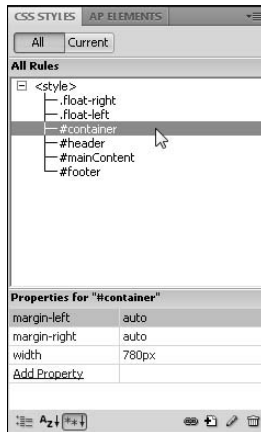 CSS STYLES AP ELEMENTS
All Current
All Rules
<style>
.float-right
.float-left
#container
#header
#mainContent
#footer
Properties for "#container"
margin-left auto
margin-right auto
width 780px
Add Property
Az↓ **↓